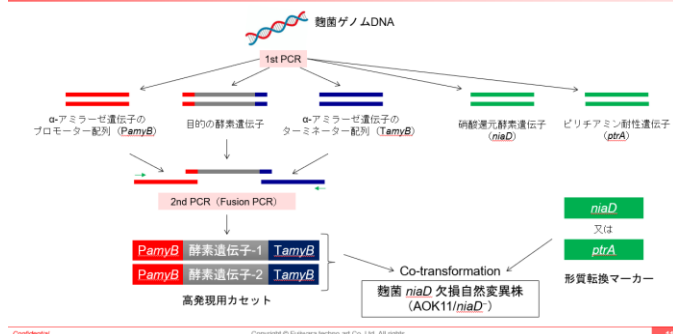 麹菌ゲノムDNA
1st PCR
α-アミラーゼ遺伝子の
プロモーター配列（PamyB）
目的の酵素遺伝子
α-アミラーゼ遺伝子の
ターミネーター配列（TamyB）
硝酸還元酵素遺伝子
（niaD）
ピリチアミン耐性遺伝子
（ptrA）
2nd PCR（Fusion PCR）
PamyB 酵素遺伝子-1 TamyB
PamyB 酵素遺伝子-2 TamyB
高発現用カセット
niaD
又は
ptrA
形質転換マーカー
Co-transformation
麹菌 niaD 欠損自然変異株
（AOK11/niaD⁻）
Confidential